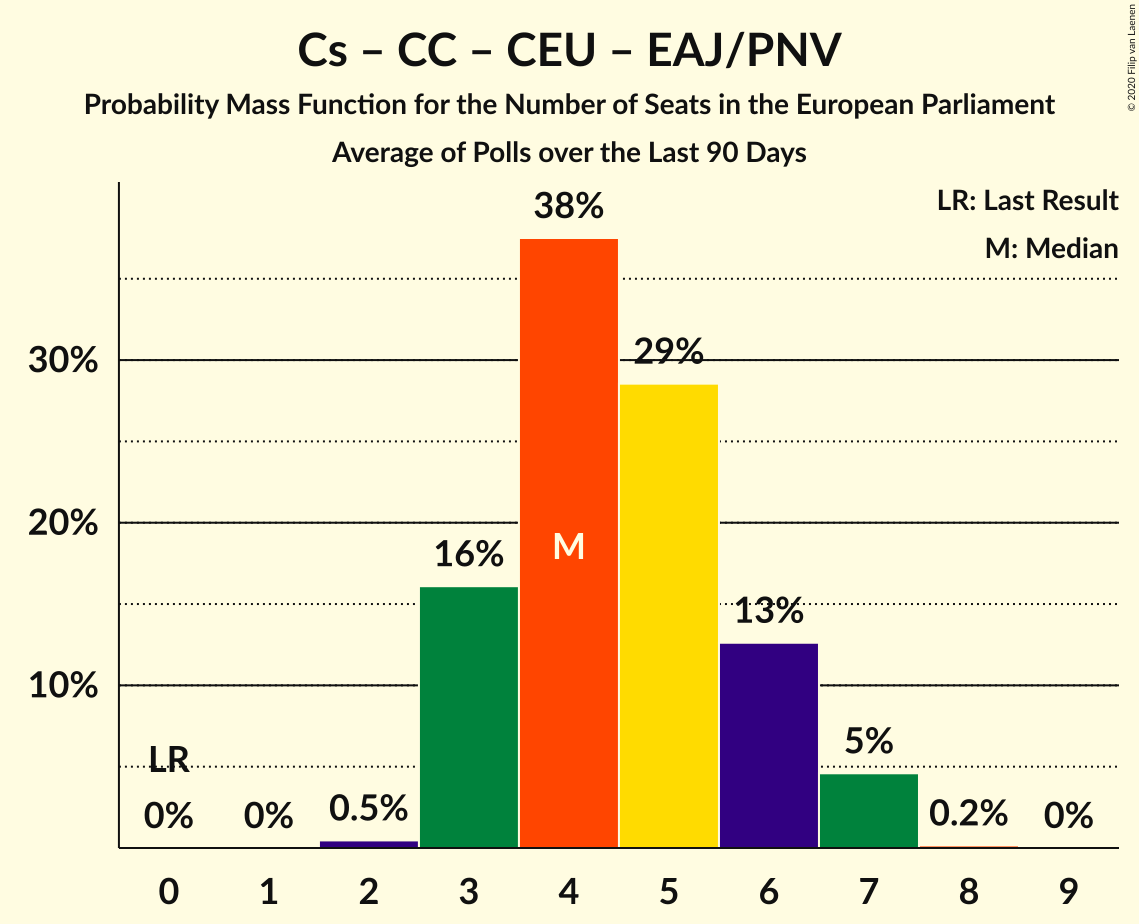 Cs – CC – CEU – EAJ/PNV
Probability Mass Function for the Number of Seats in the European Parliament
Average of Polls over the Last 90 Days
© 2020 Filip van Laenen
LR: Last Result
M: Median
38%
29%
30%
20%
16%
M
13%
10%
5%
LR
0%
0%
0.5%
0.2%
0%
0 1 2 3 4 5 6 7 8 9